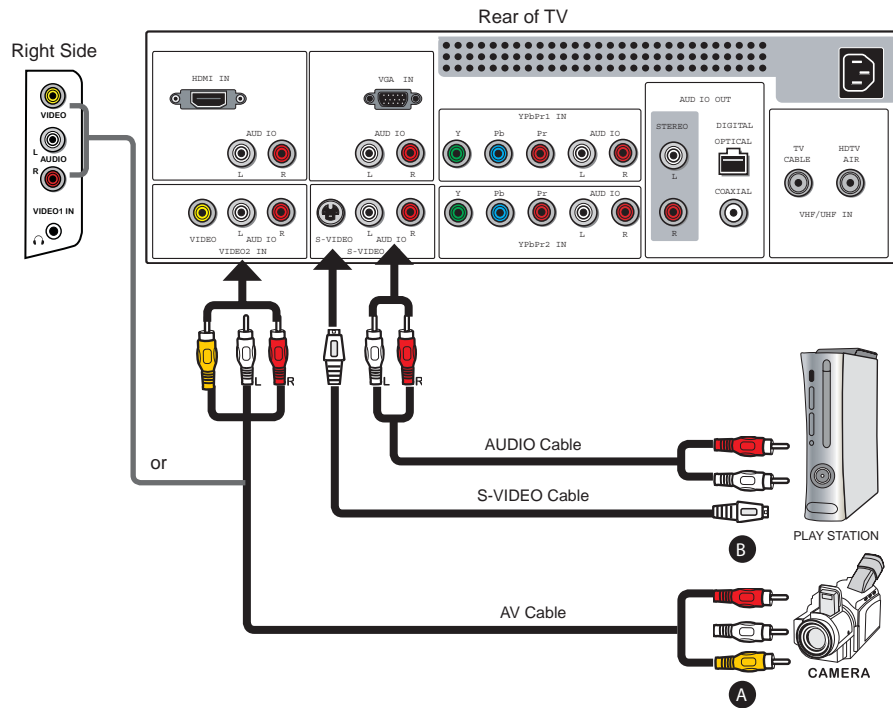 Rear of TV
Right Side
VIDEO
L
AUDIO
R
VIDEO1 IN
HDMI IN
AUD IO
L R
VGA IN
AUD IO
L R
YPbPr1 IN
Y Pb Pr AUD IO
L R
AUD IO OUT
STEREO
L
R
DIGITAL
OPTICAL
COAXIAL
TV
CABLE
HDTV
AIR
VHF/UHF IN
VIDEO L AUD IO R
VIDEO2 IN
S-VIDEO L AUD IO R
S-VIDEO
Y Pb Pr AUD IO
L R
YPbPr2 IN
L R
L R
or
AUDIO Cable
S-VIDEO Cable
B
PLAY STATION
AV Cable
A
CAMERA